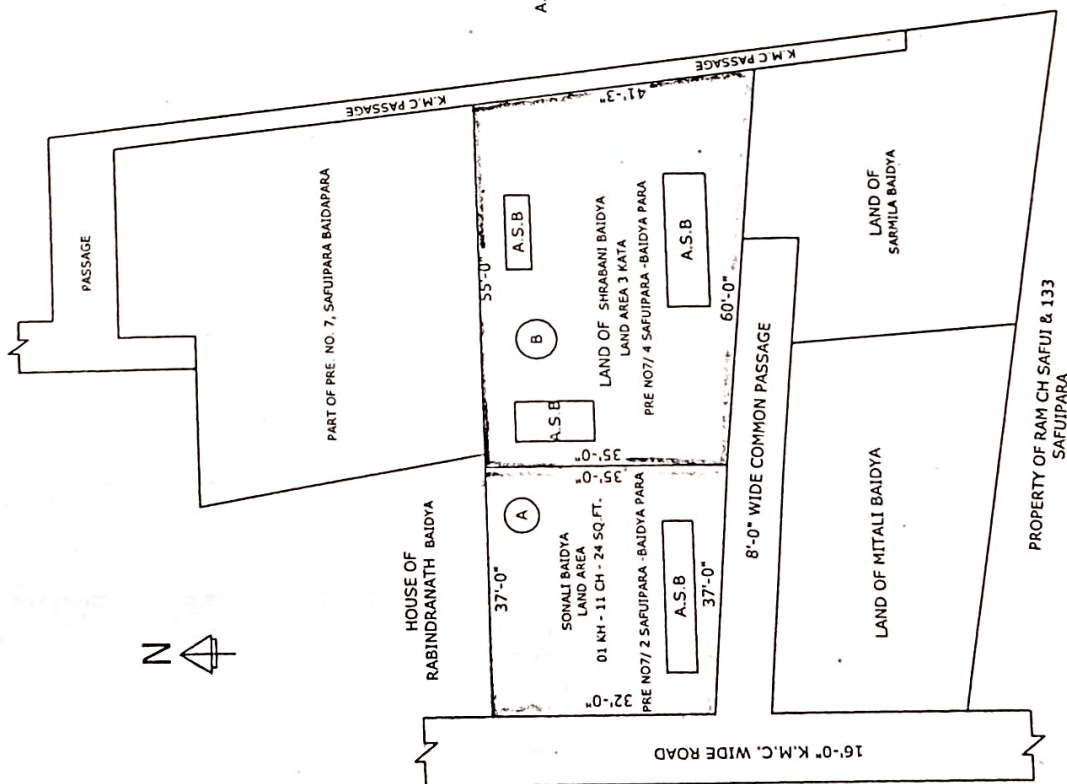 A.
N
PASSAGE
K.M.C PASSAGE
K.M.C PASSAGE
PART OF PRE. NO. 7, SAFUIPARA BAIDAPARA
HOUSE OF
RABINDRANATH BAIDYA
37'-0"
55'-0"
41'-3"
A
SONALI BAIDYA
LAND AREA
01 KH - 11 CH - 24 SQ.FT.
PRE NO7/ 2 SAFUIPARA -BAIDYA PARA
A.S.B
32'-0"
35'-0"
37'-0"
35'-0"
A.S.B
B
A.S.B
LAND OF SHRABANI BAIDYA
LAND AREA 3 KATA
PRE NO7/ 4 SAFUIPARA -BAIDYA PARA
A.S.B
60'-0"
8'-0" WIDE COMMON PASSAGE
16'-0" K.M.C. WIDE ROAD
LAND OF MITALI BAIDYA
LAND OF
SARMILA BAIDYA
PROPERTY OF RAM CH SAFUI & 133
SAFUIPARA